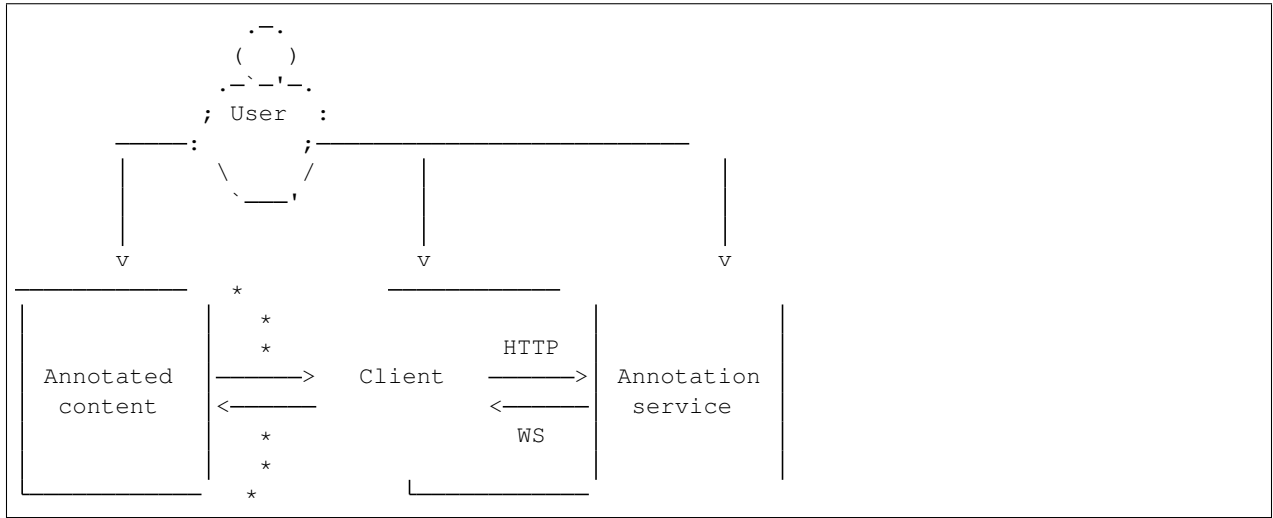 User
HTTP
Annotated Client Annotation
content service
WS